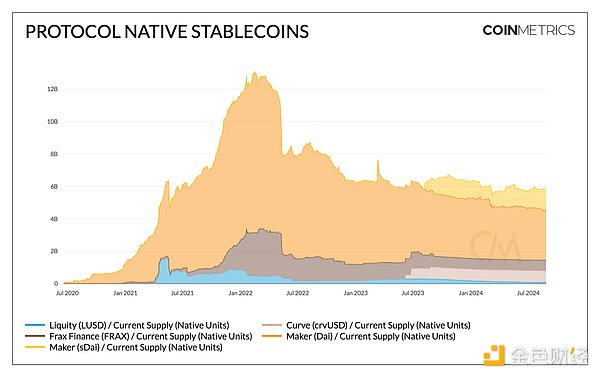 PROTOCOL NATIVE STABLECOINS
COINMETRICS
12B
10B
8B
6B
4B
2B
0
Jul 2020
Jan 2021
Jul 2021
Jan 2022
Jul 2022
Jan 2023
Jul 2023
Jan 2024
Jul 2024
CM
Liquity (LUSD) / Current Supply (Native Units)
Curve (crvUSD) / Current Supply (Native Units)
Frax Finance (FRAX) / Current Supply (Native Units)
Maker (Dai) / Current Supply (Native Units)
Maker (sDai) / Current Supply (Native Units)
金色财经